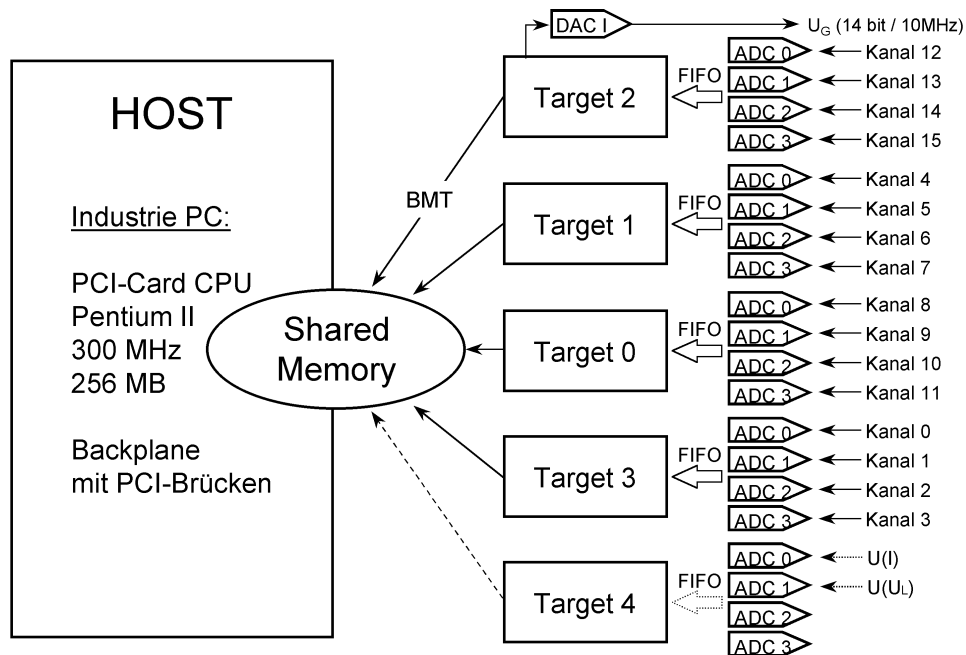 HOST
Industrie PC:
PCI-Card CPU
Pentium II
300 MHz
256 MB
Backplane
mit PCI-Brücken
Shared
Memory
BMT
DAC I
U_G (14 bit / 10MHz)
Target 2
FIFO
ADC 0
Kanal 12
ADC 1
Kanal 13
ADC 2
Kanal 14
ADC 3
Kanal 15
Target 1
FIFO
ADC 0
Kanal 4
ADC 1
Kanal 5
ADC 2
Kanal 6
ADC 3
Kanal 7
Target 0
FIFO
ADC 0
Kanal 8
ADC 1
Kanal 9
ADC 2
Kanal 10
ADC 3
Kanal 11
Target 3
FIFO
ADC 0
Kanal 0
ADC 1
Kanal 1
ADC 2
Kanal 2
ADC 3
Kanal 3
Target 4
FIFO
ADC 0
U(I)
ADC 1
U(UL)
ADC 2
ADC 3